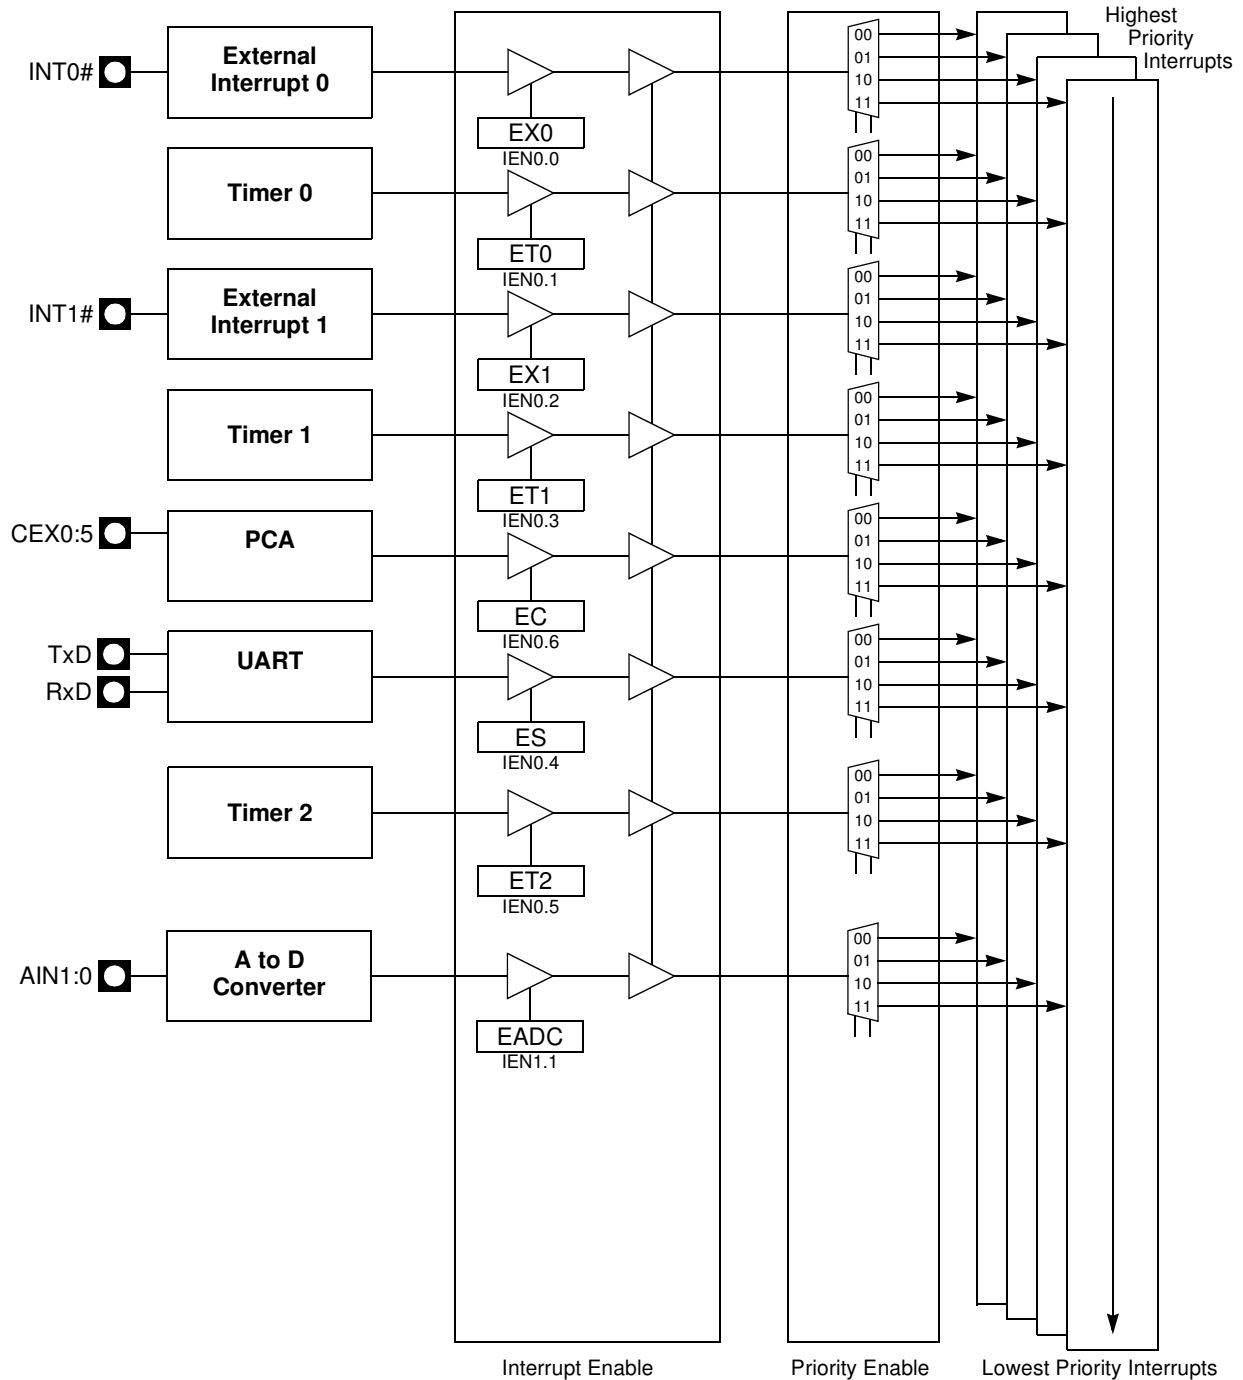 Highest
Priority
Interrupts
INT0#
External
Interrupt 0
EX0
IEN0.0
00
01
10
11
Timer 0
ET0
IEN0.1
00
01
10
11
INT1#
External
Interrupt 1
EX1
IEN0.2
00
01
10
11
Timer 1
ET1
IEN0.3
00
01
10
11
CEX0:5
PCA
EC
IEN0.6
00
01
10
11
TxD
RxD
UART
ES
IEN0.4
00
01
10
11
Timer 2
ET2
IEN0.5
00
01
10
11
AIN1:0
A to D
Converter
EADC
IEN1.1
00
01
10
11
Interrupt Enable
Priority Enable
Lowest Priority Interrupts